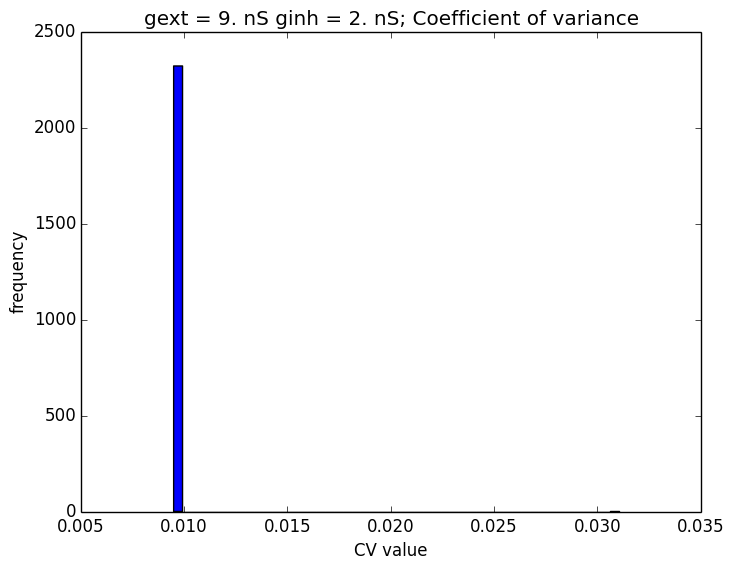 gext = 9. nS ginh = 2. nS; Coefficient of variance
2500
2000
1500
1000
500
0
frequency
0.005 0.010 0.015 0.020 0.025 0.030 0.035
CV value